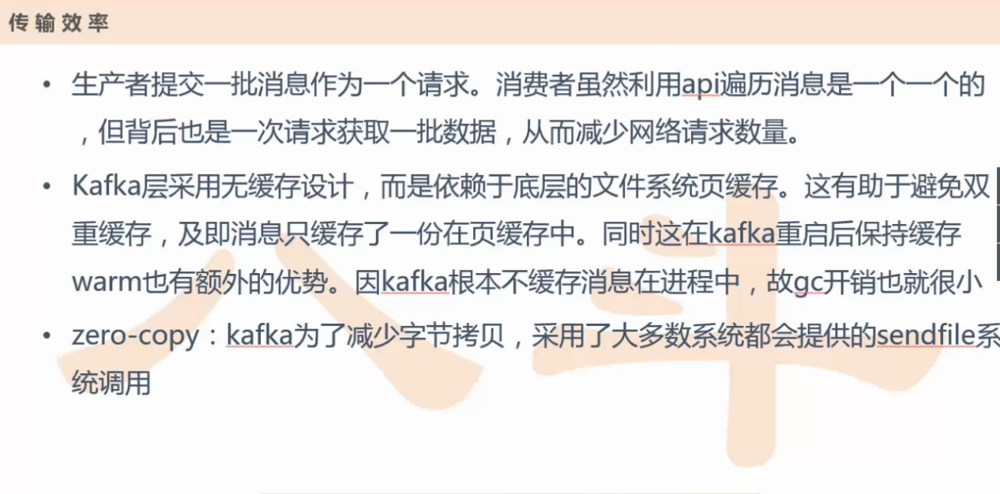 传输效率
• 生产者提交一批消息作为一个请求。消费者虽然利用api遍历消息是一个一个的
，但背后也是一次请求获取一批数据，从而减少网络请求数量。
• Kafka层采用无缓存设计，而是依赖于底层的文件系统页缓存。这有助于避免双
重缓存，及即消息只缓存了一份在页缓存中。同时这在kafka重启后保持缓存
warm也有额外的优势。因kafka根本不缓存消息在进程中，故gc开销也就很小
• zero-copy：kafka为了减少字节拷贝，采用了大多数系统都会提供的sendfile系
统调用
八斗